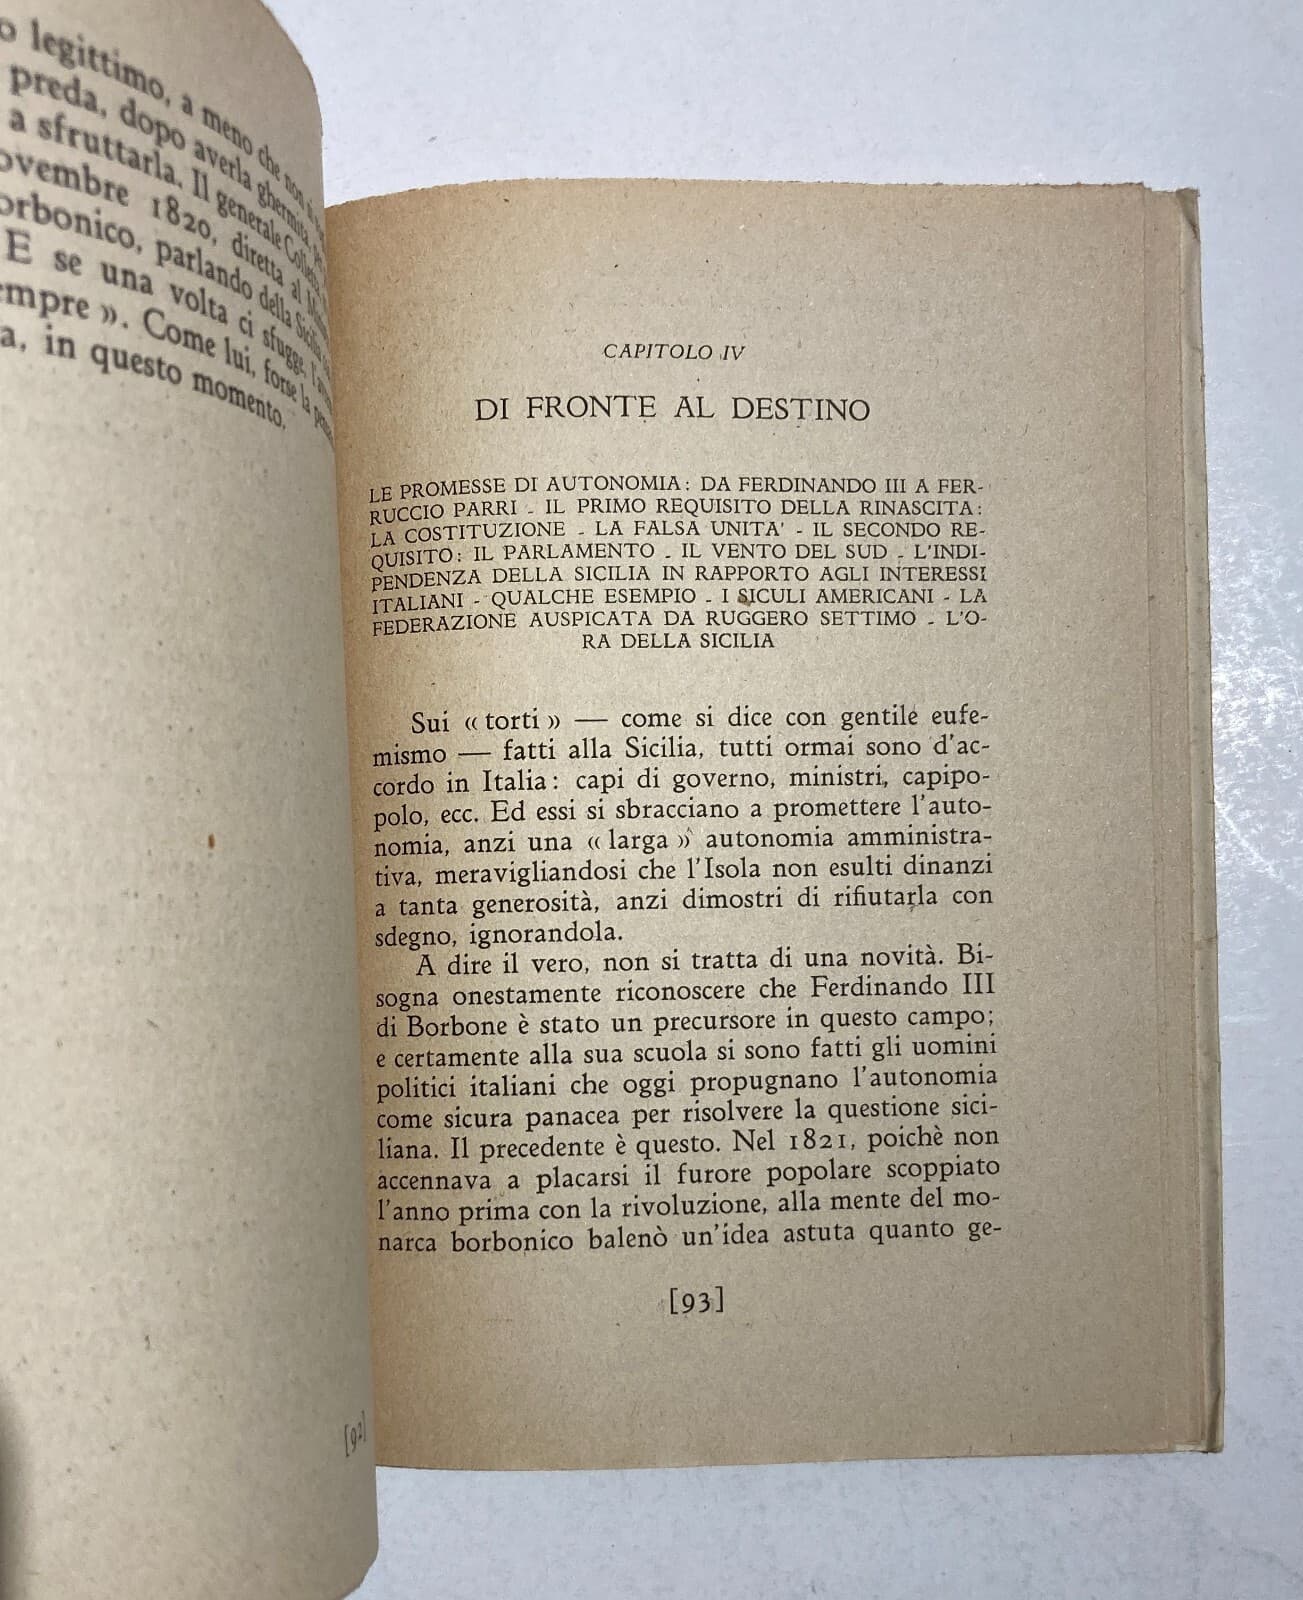 o legittimo, a meno che non
preda, dopo averla ghermita,
a sfruttarla. Il generale Colletta,
ovembre 1820, diretta al
orbonico, parlando della Sicilia
E se una volta ci sfugge,
empre ». Come lui, forse la
a, in questo momento.
[92]
CAPITOLO IV
DI FRONTE AL DESTINO
LE PROMESSE DI AUTONOMIA: DA FERDINANDO III A FER-
RUCCIO PARRI - IL PRIMO REQUISITO DELLA RINASCITA:
LA COSTITUZIONE - LA FALSA UNITA' - IL SECONDO RE-
QUISITO: IL PARLAMENTO - IL VENTO DEL SUD - L'INDI-
PENDENZA DELLA SICILIA IN RAPPORTO AGLI INTERESSI
ITALIANI - QUALCHE ESEMPIO - I SICULI AMERICANI - LA
FEDERAZIONE AUSPICATA DA RUGGERO SETTIMO - L'O-
RA DELLA SICILIA
Sui « torti » — come si dice con gentile eufe-
mismo — fatti alla Sicilia, tutti ormai sono d'ac-
cordo in Italia: capi di governo, ministri, capipo-
polo, ecc. Ed essi si sbracciano a promettere l'auto-
nomia, anzi una « larga » autonomia amministra-
tiva, meravigliandosi che l'Isola non esulti dinanzi
a tanta generosità, anzi dimostri di rifiutarla con
sdegno, ignorandola.
A dire il vero, non si tratta di una novità. Bi-
sogna onestamente riconoscere che Ferdinando III
di Borbone è stato un precursore in questo campo;
e certamente alla sua scuola si sono fatti gli uomini
politici italiani che oggi propugnano l'autonomia
come sicura panacea per risolvere la questione sici-
liana. Il precedente è questo. Nel 1821, poichè non
accennava a placarsi il furore popolare scoppiato
l'anno prima con la rivoluzione, alla mente del mo-
narca borbonico balenò un'idea astuta quanto ge-
[93]